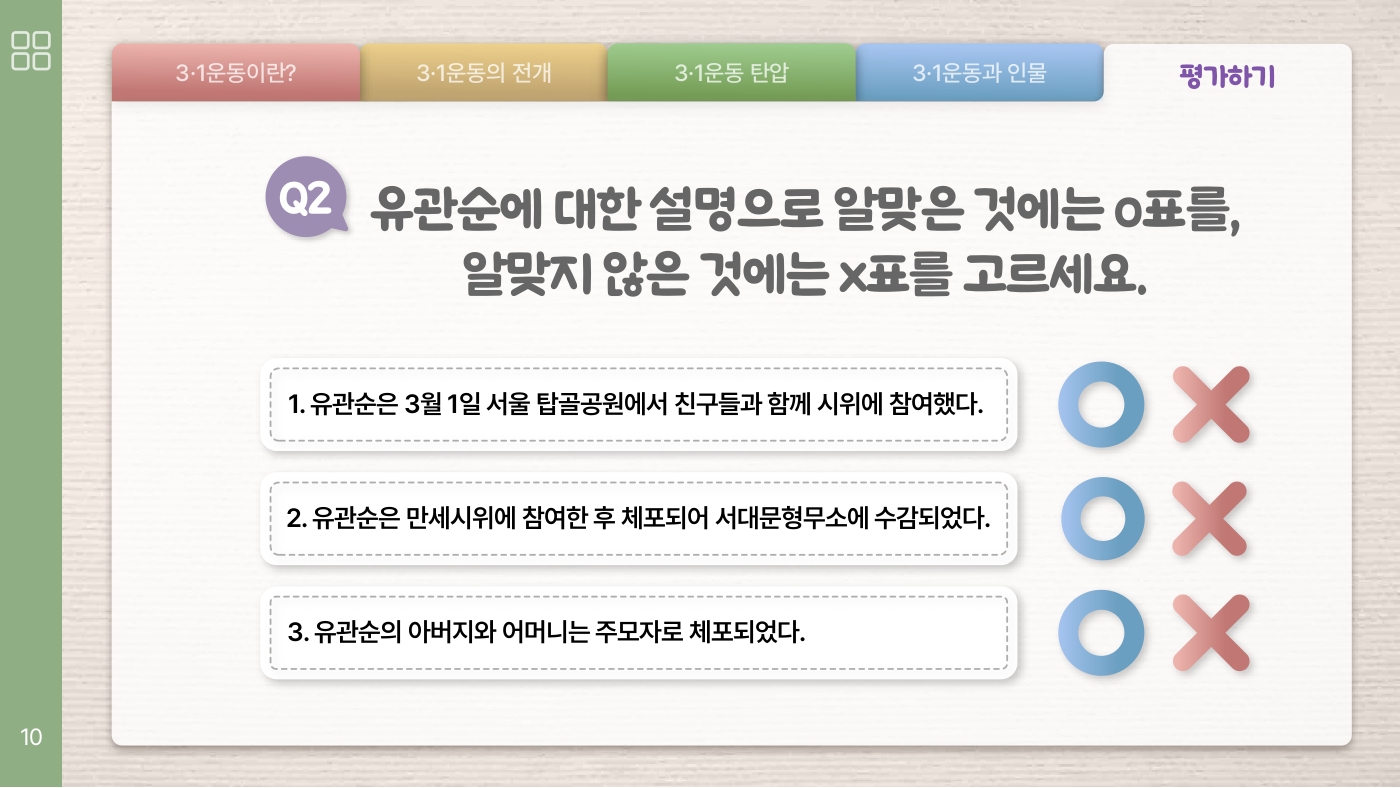 3·1운동이란?
3·1운동의 전개
3·1운동 탄압
3·1운동과 인물
평가하기
Q2
유관순에 대한 설명으로 알맞은 것에는 o표를,
알맞지 않은 것에는 x표를 고르세요.
1. 유관순은 3월 1일 서울 탑골공원에서 친구들과 함께 시위에 참여했다.
2. 유관순은 만세시위에 참여한 후 체포되어 서대문형무소에 수감되었다.
3. 유관순의 아버지와 어머니는 주모자로 체포되었다.
10